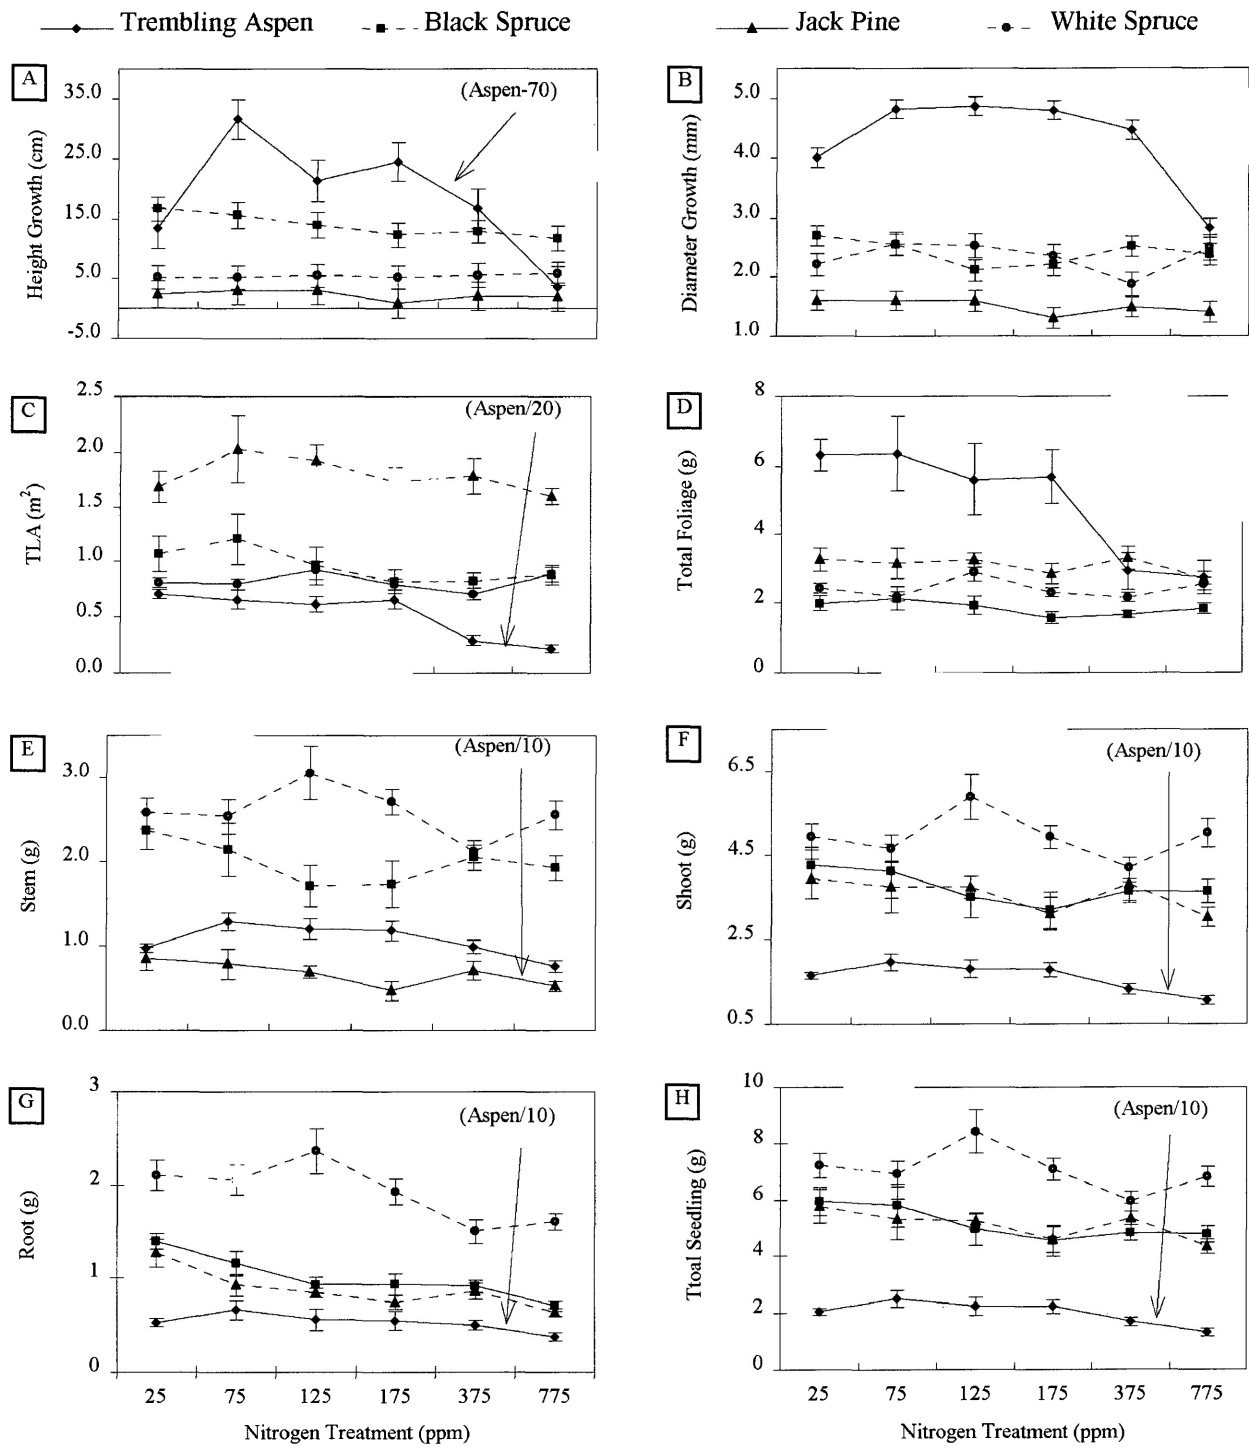 Trembling Aspen Black Spruce Jack Pine White Spruce
A
(Aspen-70)
Height Growth (cm)
35.0
25.0
15.0
5.0
-5.0
B
Diameter Growth (mm)
5.0
4.0
3.0
2.0
1.0
C
(Aspen/20)
TLA (m²)
2.5
2.0
1.5
1.0
0.5
0.0
D
Total Foliage (g)
8
6
4
2
0
E
(Aspen/10)
Stem (g)
3.0
2.0
1.0
0.0
F
(Aspen/10)
Shoot (g)
6.5
4.5
2.5
0.5
G
(Aspen/10)
Root (g)
3
2
1
0
25 75 125 175 375 775
Nitrogen Treatment (ppm)
H
(Aspen/10)
Ttoal Seedling (g)
10
8
6
4
2
0
25 75 125 175 375 775
Nitrogen Treatment (ppm)